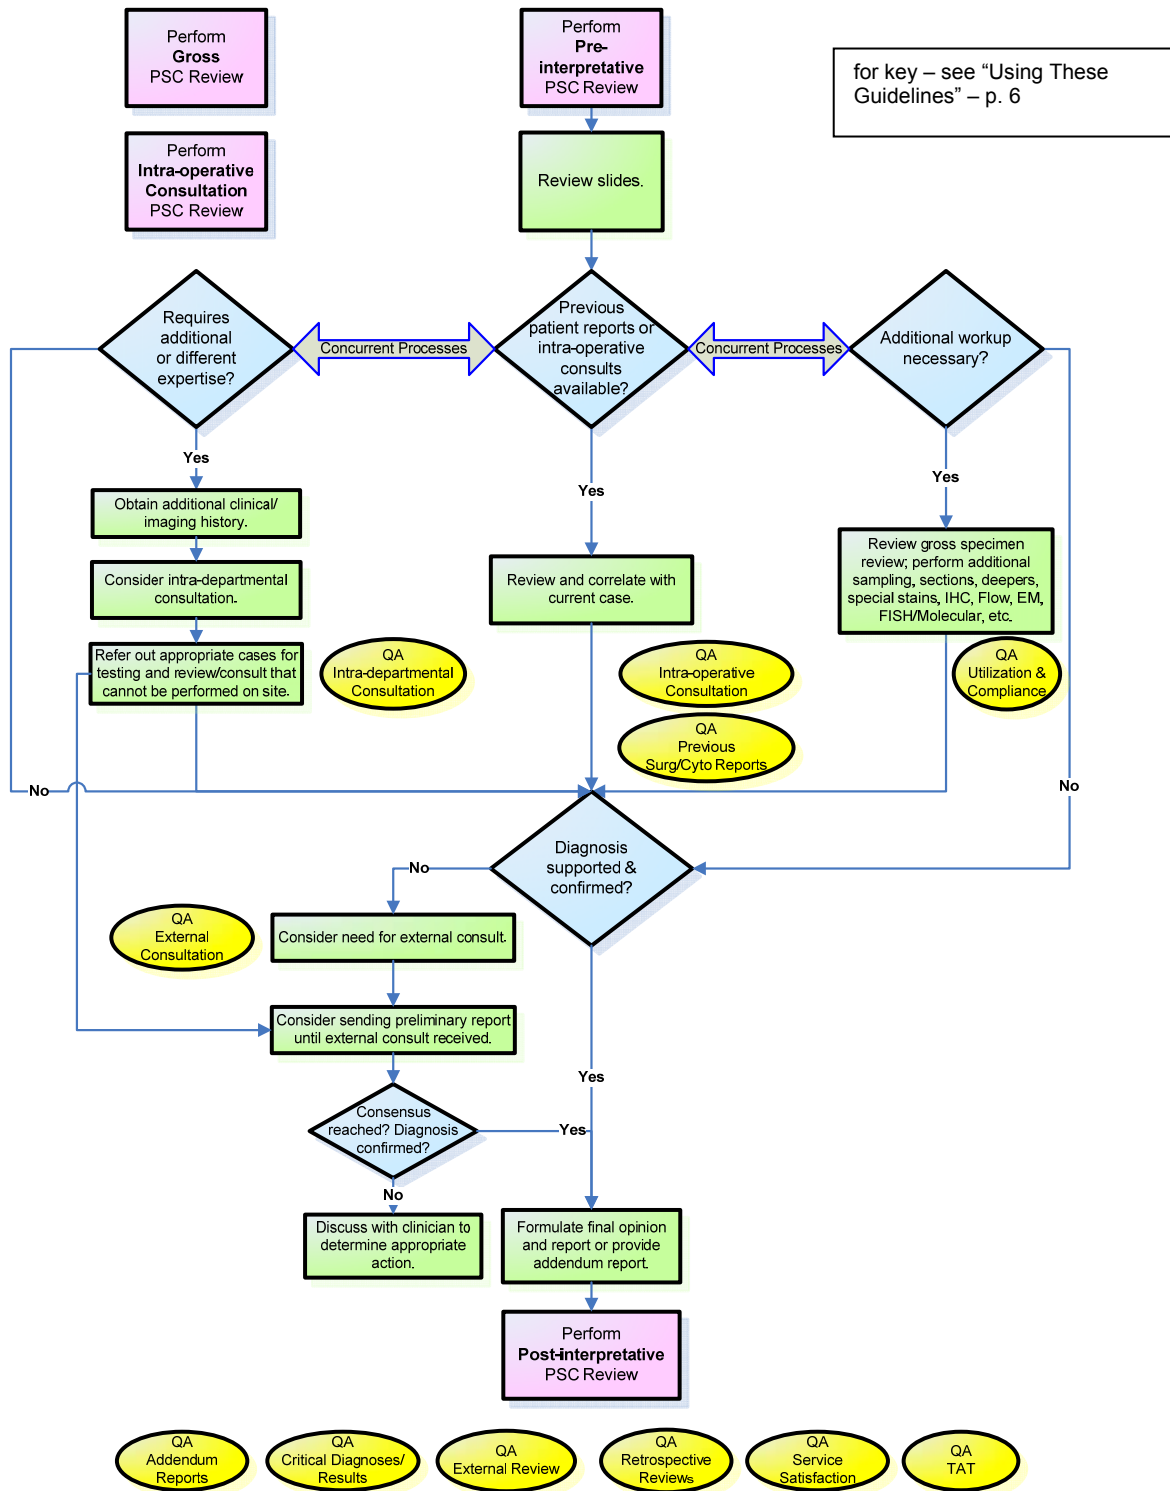 Perform
Gross
PSC Review
Perform
Pre-
interpretative
PSC Review
for key – see “Using These
Guidelines” – p. 6
Perform
Intra-operative
Consultation
PSC Review
Review slides.
Requires
additional
or different
expertise?
Concurrent Processes
Previous
patient reports or
intra-operative
consults
available?
Concurrent Processes
Additional workup
necessary?
Yes
Yes
Yes
Obtain additional clinical/
imaging history.
Consider intra-departmental
consultation.
Refer out appropriate cases for
testing and review/consult that
cannot be performed on site.
Review and correlate with
current case.
Review gross specimen
review; perform additional
sampling, sections, deepers,
special stains, IHC, Flow, EM,
FISH/Molecular, etc.
QA
Intra-departmental
Consultation
QA
Intra-operative
Consultation
QA
Utilization &
Compliance
QA
Previous
Surg/Cyto Reports
No
No
Diagnosis
supported &
confirmed?
No
QA
External
Consultation
Consider need for external consult.
Consider sending preliminary report
until external consult received.
Yes
Consensus
reached? Diagnosis
confirmed?
Yes
No
Discuss with clinician to
determine appropriate
action.
Formulate final opinion
and report or provide
addendum report.
Perform
Post-interpretative
PSC Review
QA
Addendum
Reports
QA
Critical Diagnoses/
Results
QA
External Review
QA
Retrospective
Reviews
QA
Service
Satisfaction
QA
TAT